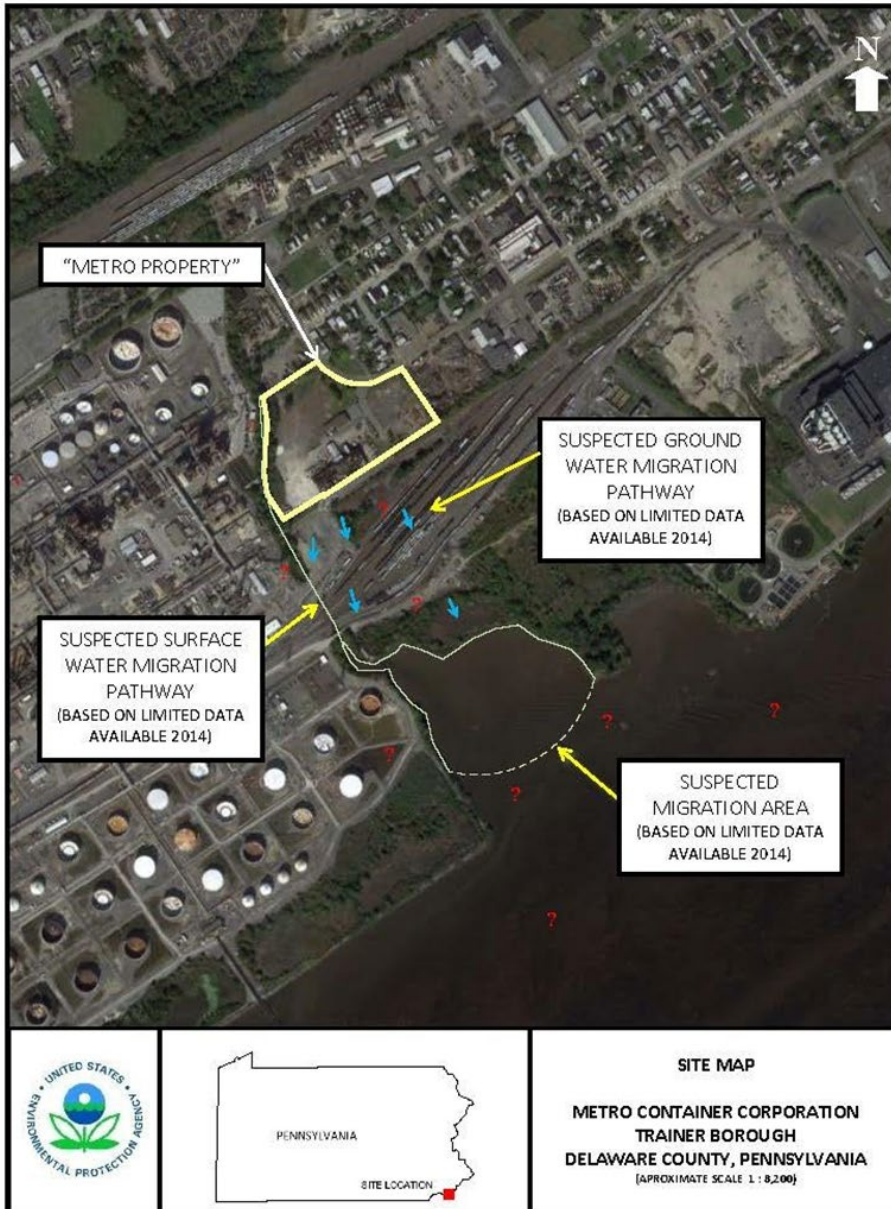 N
"METRO PROPERTY"
SUSPECTED GROUND
WATER MIGRATION
PATHWAY
(BASED ON LIMITED DATA
AVAILABLE 2014)
?
?
?
?
?
SUSPECTED SURFACE
WATER MIGRATION
PATHWAY
(BASED ON LIMITED DATA
AVAILABLE 2014)
?
?
?
SUSPECTED
MIGRATION AREA
(BASED ON LIMITED DATA
AVAILABLE 2014)
?
?
UNITED STATES
ENVIRONMENTAL PROTECTION AGENCY
PENNSYLVANIA
SITE LOCATION
SITE MAP
METRO CONTAINER CORPORATION
TRAINER BOROUGH
DELAWARE COUNTY, PENNSYLVANIA
(APROXIMATE SCALE 1 : 8,200)